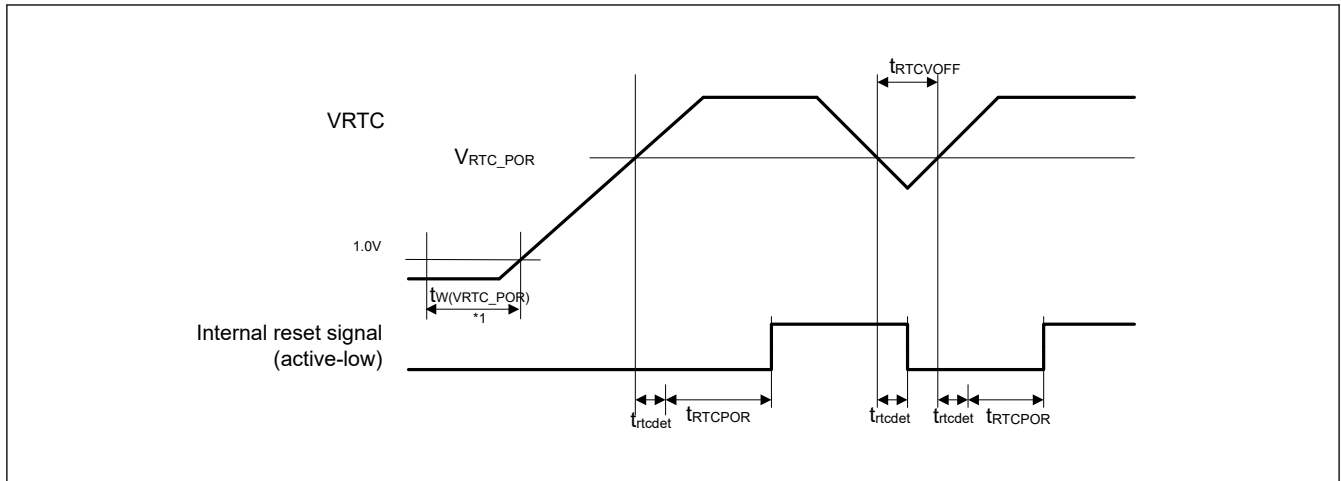 tRTCVOFF
VRTC
VRTC_POR
1.0V
tW(VRTC_POR)
*1
Internal reset signal
(active-low)
trtcdet
tRTCPOR
trtcdet
trtcdet
tRTCPOR